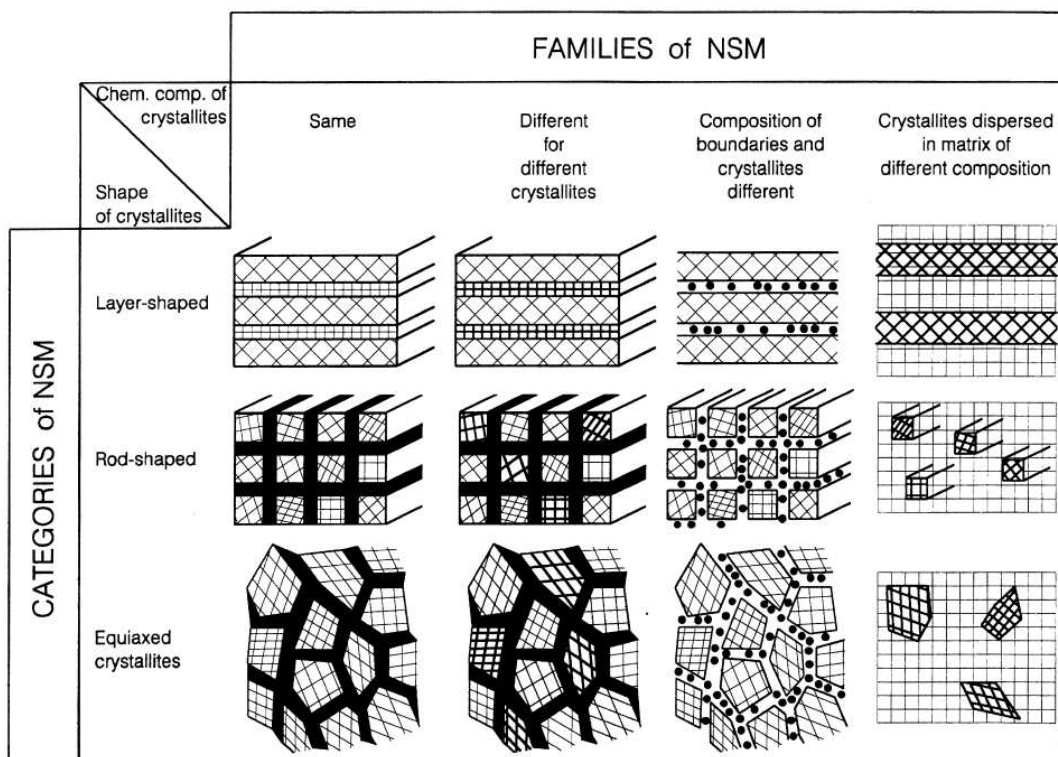 FAMILIES of NSM
Chem. comp. of
crystallites
Shape
of crystallites
Same
Different
for
different
crystallites
Composition of
boundaries and
crystallites
different
Crystallites dispersed
in matrix of
different composition
CATEGORIES of NSM
Layer-shaped
Rod-shaped
Equiaxed
crystallites